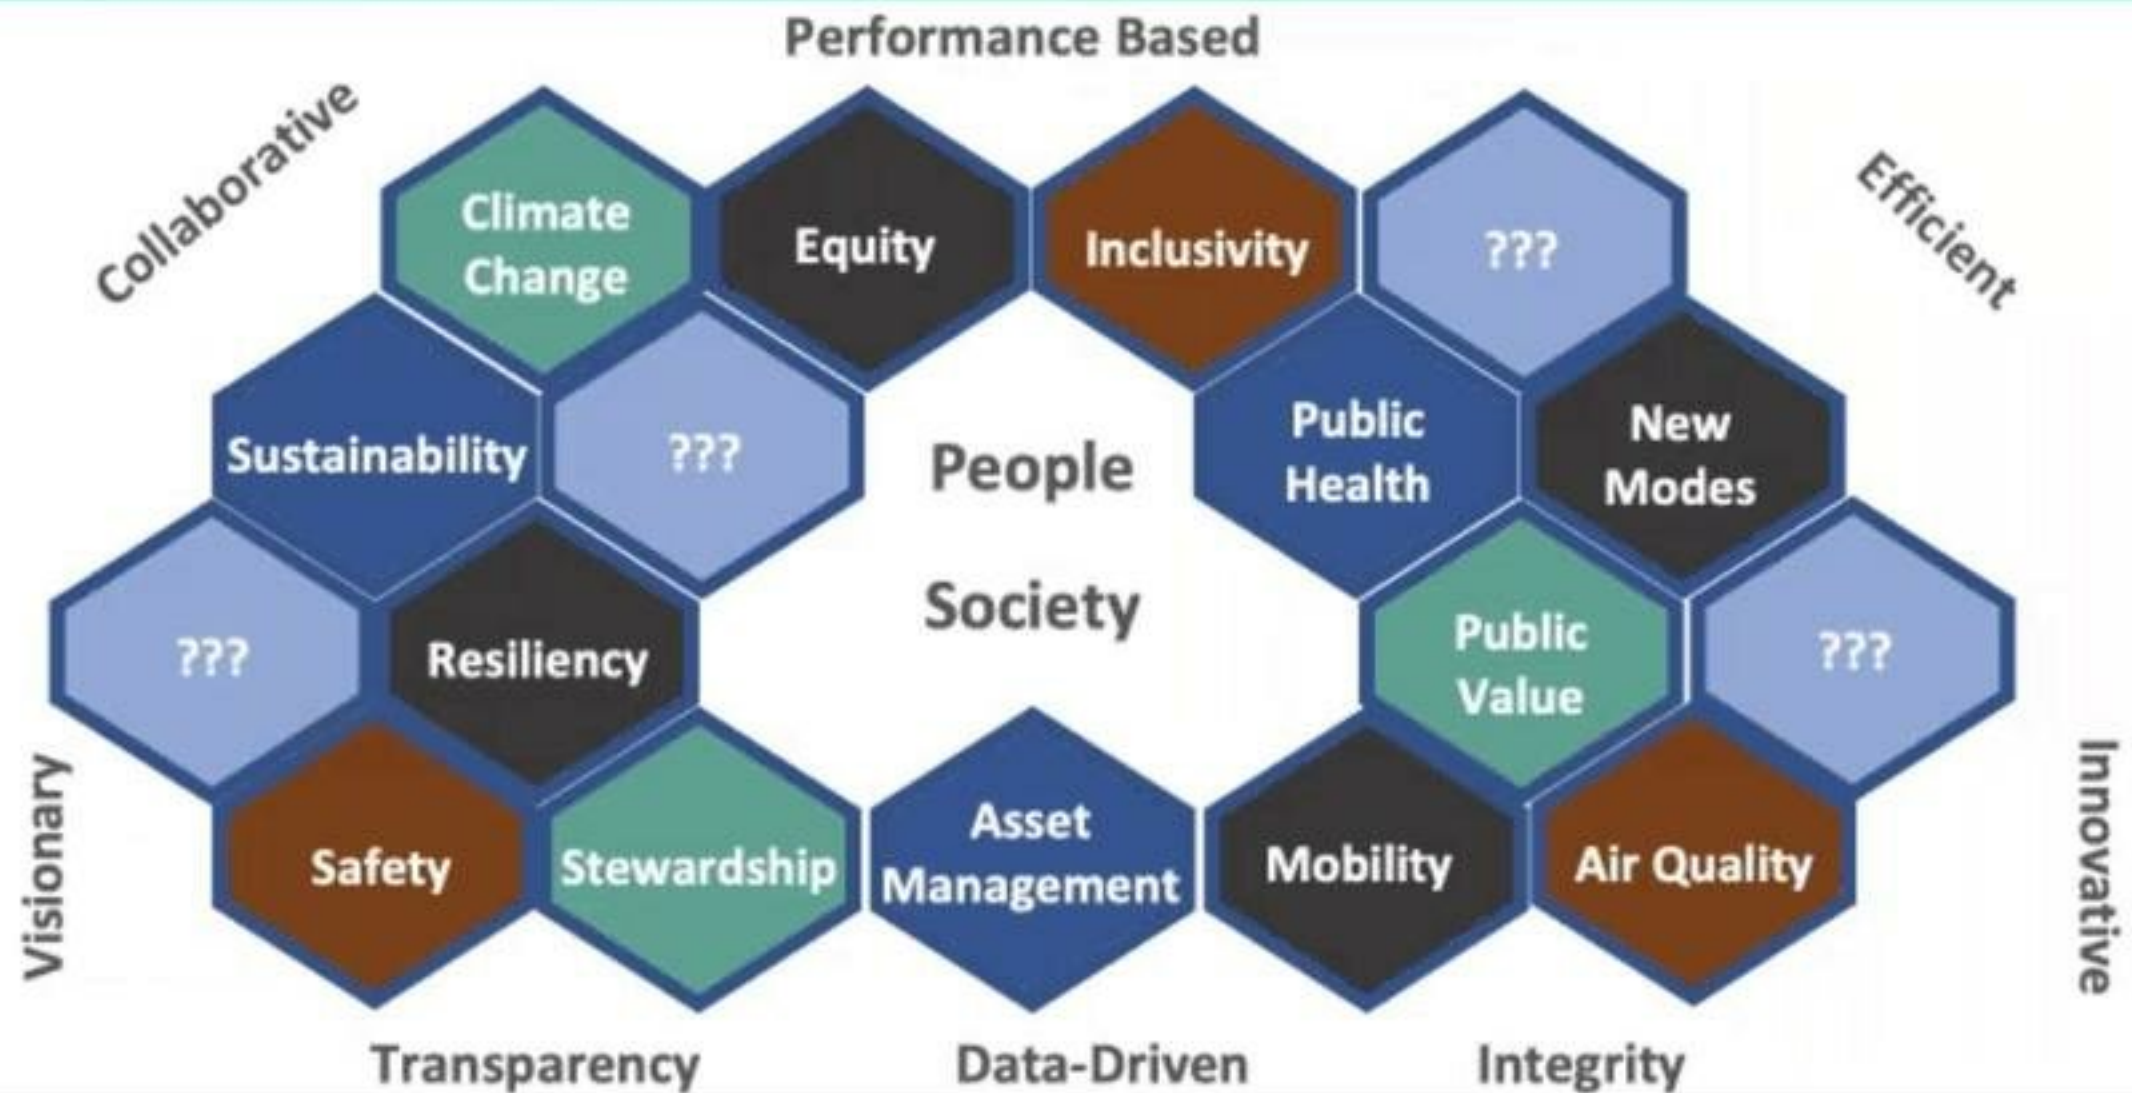 Performance Based
Collaborative
Efficient
Climate
Change
Equity
Inclusivity
???
Sustainability
???
People
Society
Public
Health
New
Modes
???
Resiliency
Public
Value
???
Visionary
Innovative
Safety
Stewardship
Asset
Management
Mobility
Air Quality
Transparency
Data-Driven
Integrity